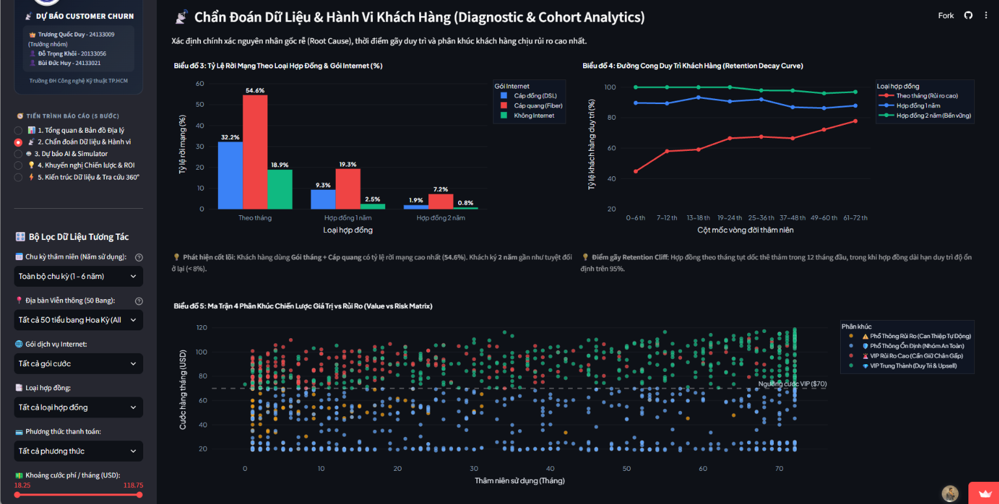 DỰ BÁO CUSTOMER CHURN
Trương Quốc Duy - 24133009
(Trưởng nhóm)
Đỗ Trọng Khôi - 20133056
Bùi Đức Huy - 24133021
Trường ĐH Công nghệ Kỹ thuật TP.HCM
TIẾN TRÌNH BÁO CÁO (5 BƯỚC)
1. Tổng quan & Bản đồ Địa lý
2. Chẩn đoán Dữ liệu & Hành vi
3. Dự báo AI & Simulator
4. Khuyến nghị Chiến lược & ROI
5. Kiến trúc Dữ liệu & Tra cứu 360°
Bộ Lọc Dữ Liệu Tương Tác
Chu kỳ thâm niên (Năm sử dụng):
Toàn bộ chu kỳ (1 - 6 năm)
Địa bàn Viễn thông (50 Bang):
Tất cả 50 tiểu bang Hoa Kỳ (All
Gói dịch vụ Internet:
Tất cả gói cước
Loại hợp đồng:
Tất cả loại hợp đồng
Phương thức thanh toán:
Tất cả phương thức
Khoảng cước phí / tháng (USD):
18.25 118.75
Fork
Chẩn Đoán Dữ Liệu & Hành Vi Khách Hàng (Diagnostic & Cohort Analytics)
Xác định chính xác nguyên nhân gốc rễ (Root Cause), thời điểm gãy duy trì và phân khúc khách hàng chịu rủi ro cao nhất.
Biểu đồ 3: Tỷ Lệ Rời Mạng Theo Loại Hợp Đồng & Gói Internet (%)
Tỷ lệ rời mạng (%)
60
50
40
30
20
10
0
32.2%
54.6%
18.9%
9.3%
19.3%
2.5%
1.9%
7.2%
0.8%
Theo tháng
Hợp đồng 1 năm
Hợp đồng 2 năm
Loại hợp đồng
Gói Internet
Cáp đồng (DSL)
Cáp quang (Fiber)
Không Internet
Phát hiện cốt lõi: Khách hàng dùng Gói tháng + Cáp quang có tỷ lệ rời mạng cao nhất (54.6%). Khách ký 2 năm gần như tuyệt đối
ở lại (< 8%).
Biểu đồ 4: Đường Cong Duy Trì Khách Hàng (Retention Decay Curve)
Tỷ lệ khách hàng duy trì (%)
100
80
60
40
20
0–6 th
7–12 th
13–18 th
19–24 th
25–36 th
37–48 th
49–60 th
61–72 th
Cột mốc vòng đời thâm niên
Loại hợp đồng
Theo tháng (Rủi ro cao)
Hợp đồng 1 năm
Hợp đồng 2 năm (Bền vững)
Điểm gãy Retention Cliff: Hợp đồng theo tháng tụt dốc thê thảm trong 12 tháng đầu, trong khi hợp đồng dài hạn duy trì độ ổn
định trên 95%.
Biểu đồ 5: Ma Trận 4 Phân Khúc Chiến Lược Giá Trị vs Rủi Ro (Value vs Risk Matrix)
Cước hàng tháng (USD)
120
100
80
60
40
20
Ngưỡng cước VIP ($70)
0
10
20
30
40
50
60
70
Thâm niên sử dụng (Tháng)
Phân khúc
Phổ Thông Rủi Ro (Can Thiệp Tự Động)
Phổ Thông Ổn Định (Nhóm An Toàn)
VIP Rủi Ro Cao (Cần Giữ Chân Gấp)
VIP Trung Thành (Duy Trì & Upsell)